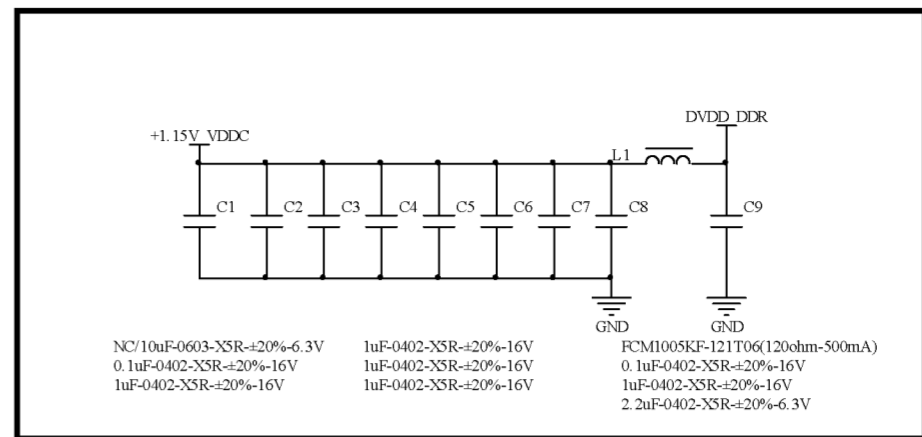 DVDD_DDR
+1.15V_VDDC
L1
C1 C2 C3 C4 C5 C6 C7 C8 C9
GND GND
NC/10uF-0603-X5R-±20%-6.3V
0.1uF-0402-X5R-±20%-16V
1uF-0402-X5R-±20%-16V
1uF-0402-X5R-±20%-16V
1uF-0402-X5R-±20%-16V
1uF-0402-X5R-±20%-16V
FCM1005KF-121T06(120ohm-500mA)
0.1uF-0402-X5R-±20%-16V
1uF-0402-X5R-±20%-16V
2.2uF-0402-X5R-±20%-6.3V